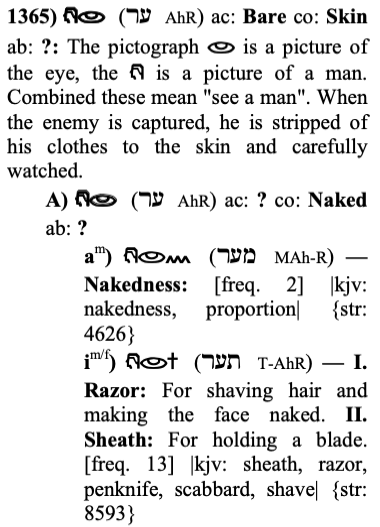 1365) (ער AhR) ac: Bare co: Skin
ab: ?: The pictograph is a picture of
the eye, the is a picture of a man.
Combined these mean "see a man". When
the enemy is captured, he is stripped of
his clothes to the skin and carefully
watched.
A) (ער AhR) ac: ? co: Naked
ab: ?
aᵐ) (מער MAh-R) —
Nakedness: [freq. 2] |kjv:
nakedness, proportion| {str:
4626}
iᵐ/ᶠ) (תער T-AhR) — I.
Razor: For shaving hair and
making the face naked. II.
Sheath: For holding a blade.
[freq. 13] |kjv: sheath, razor,
penknife, scabbard, shave| {str:
8593}